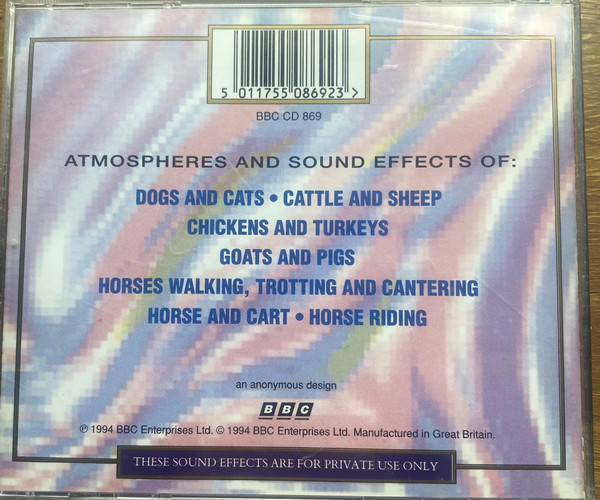 5 011755 086923 >
BBC CD 869
ATMOSPHERES AND SOUND EFFECTS OF:
DOGS AND CATS • CATTLE AND SHEEP
CHICKENS AND TURKEYS
GOATS AND PIGS
HORSES WALKING, TROTTING AND CANTERING
HORSE AND CART • HORSE RIDING
an anonymous design
BBC
℗ 1994 BBC Enterprises Ltd. © 1994 BBC Enterprises Ltd. Manufactured in Great Britain.
THESE SOUND EFFECTS ARE FOR PRIVATE USE ONLY